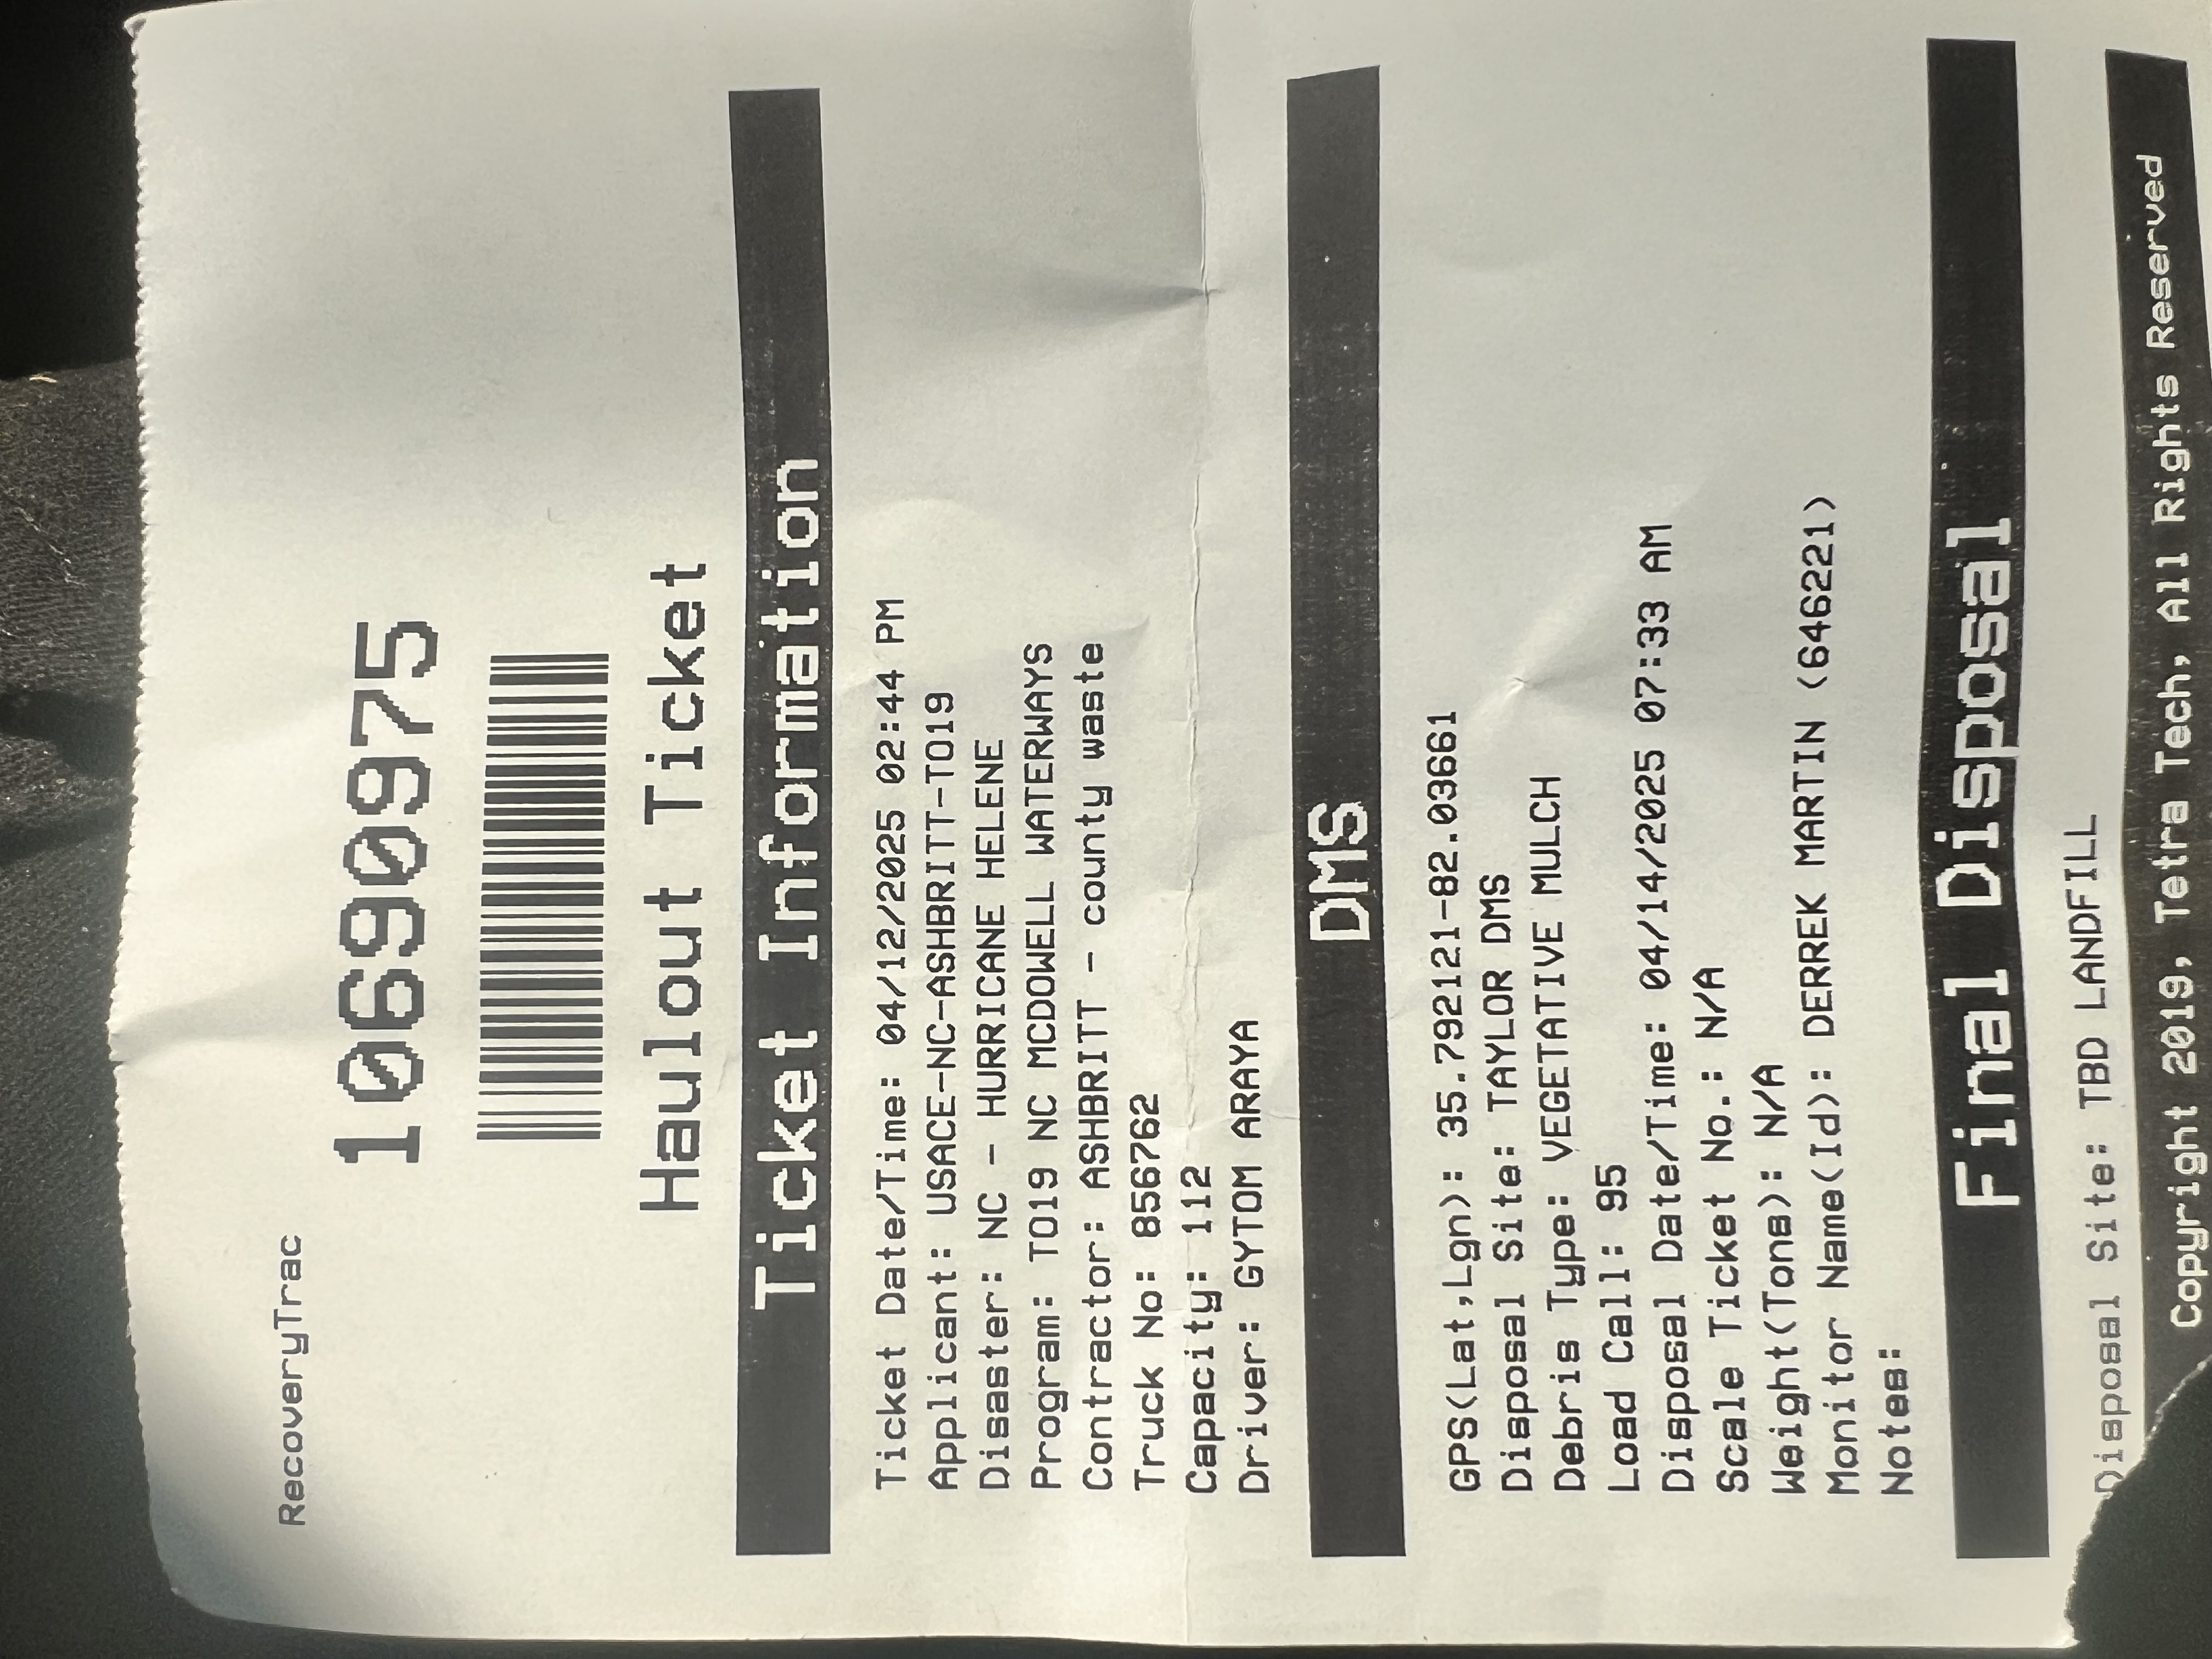 RecoveryTrac
10690975
Haulout Ticket
Ticket Information
Ticket Date/Time: 04/12/2025 02:44 PM
Applicant: USACE-NC-ASHBRITT-TO19
Disaster: NC - HURRICANE HELENE
Program: TO19 NC MCDOWELL WATERWAYS
Contractor: ASHBRITT - county waste
Truck No: 856762
Capacity: 112
Driver: GYTOM ARAYA
DMS
GPS(Lat,Lgn): 35.792121-82.03661
Disposal Site: TAYLOR DMS
Debris Type: VEGETATIVE MULCH
Load Call: 95
Disposal Date/Time: 04/14/2025 07:33 AM
Scale Ticket No.: N/A
Weight(Tons): N/A
Monitor Name(Id): DERREK MARTIN (646221)
Notes:
Final Disposal
Disposal Site: TBD LANDFILL
Copyright 2019, Tetra Tech, All Rights Reserved